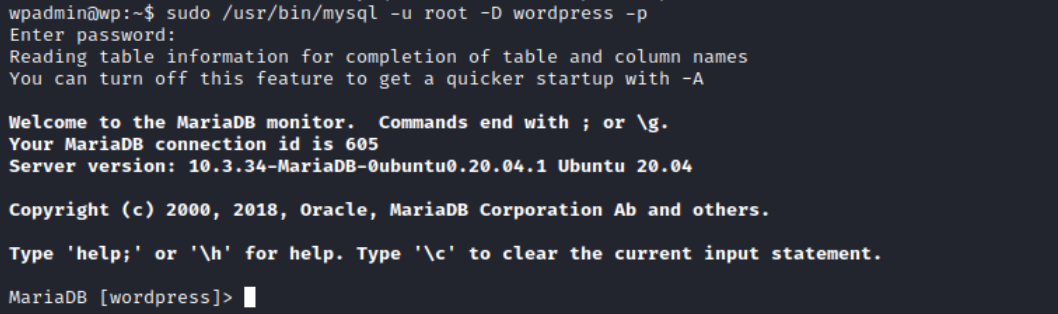 wpadmin@wp:~$ sudo /usr/bin/mysql -u root -D wordpress -p
Enter password:
Reading table information for completion of table and column names
You can turn off this feature to get a quicker startup with -A
Welcome to the MariaDB monitor.  Commands end with ; or \g.
Your MariaDB connection id is 605
Server version: 10.3.34-MariaDB-0ubuntu0.20.04.1 Ubuntu 20.04
Copyright (c) 2000, 2018, Oracle, MariaDB Corporation Ab and others.
Type 'help;' or '\h' for help. Type '\c' to clear the current input statement.
MariaDB [wordpress]>